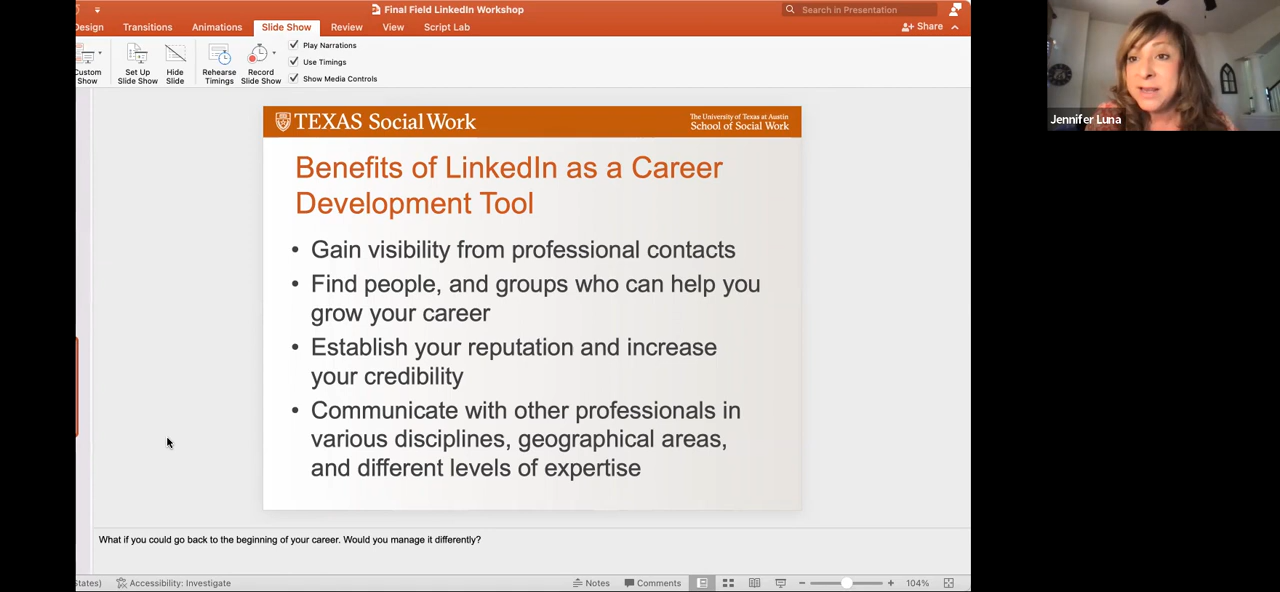 Final Field LinkedIn Workshop
Search in Presentation
Design Transitions Animations Slide Show Review View Script Lab
Share
Custom Show
Set Up Slide Show
Hide Slide
Rehearse Timings
Record Slide Show
Play Narrations
Use Timings
Show Media Controls
Jennifer Luna
TEXAS Social Work
The University of Texas at Austin
School of Social Work
Benefits of LinkedIn as a Career
Development Tool
• Gain visibility from professional contacts
• Find people, and groups who can help you
grow your career
• Establish your reputation and increase
your credibility
• Communicate with other professionals in
various disciplines, geographical areas,
and different levels of expertise
What if you could go back to the beginning of your career. Would you manage it differently?
States) Accessibility: Investigate Notes Comments 104%